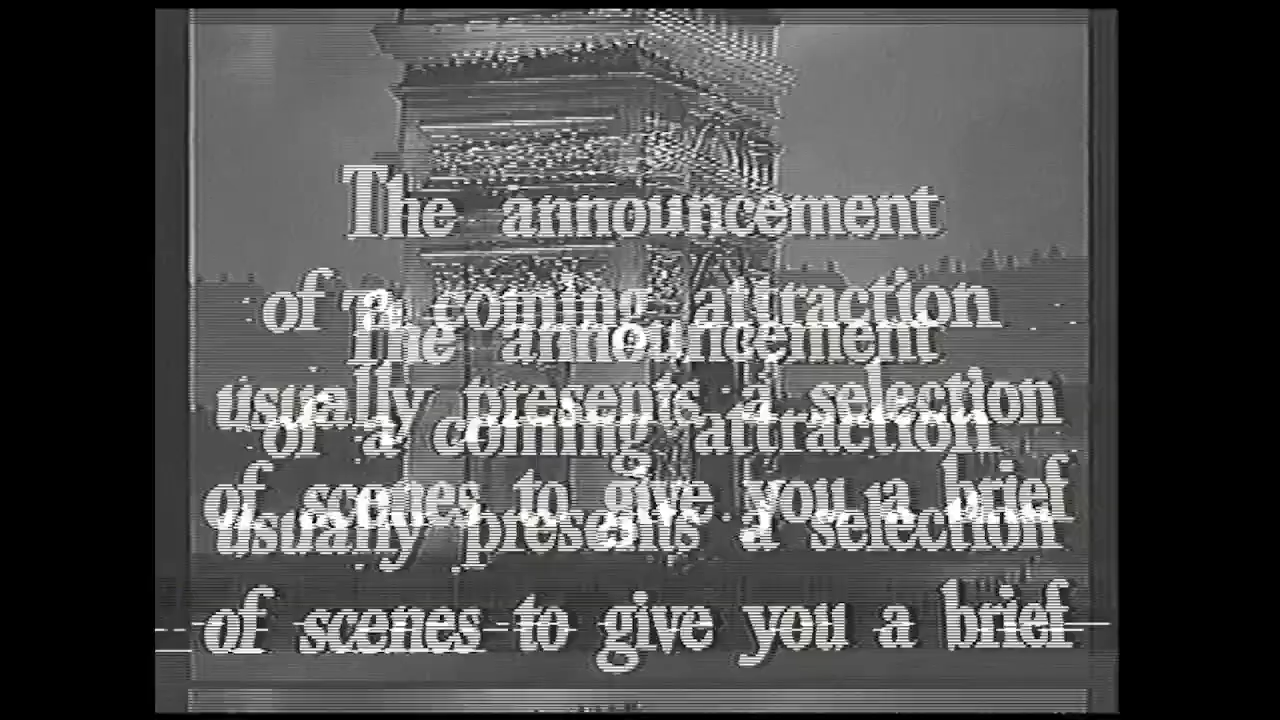 The announcement
of a coming attraction
The announcement
usually presents a selection
of a coming attraction
of scenes to give you a brief
usually presents a selection
of scenes to give you a brief